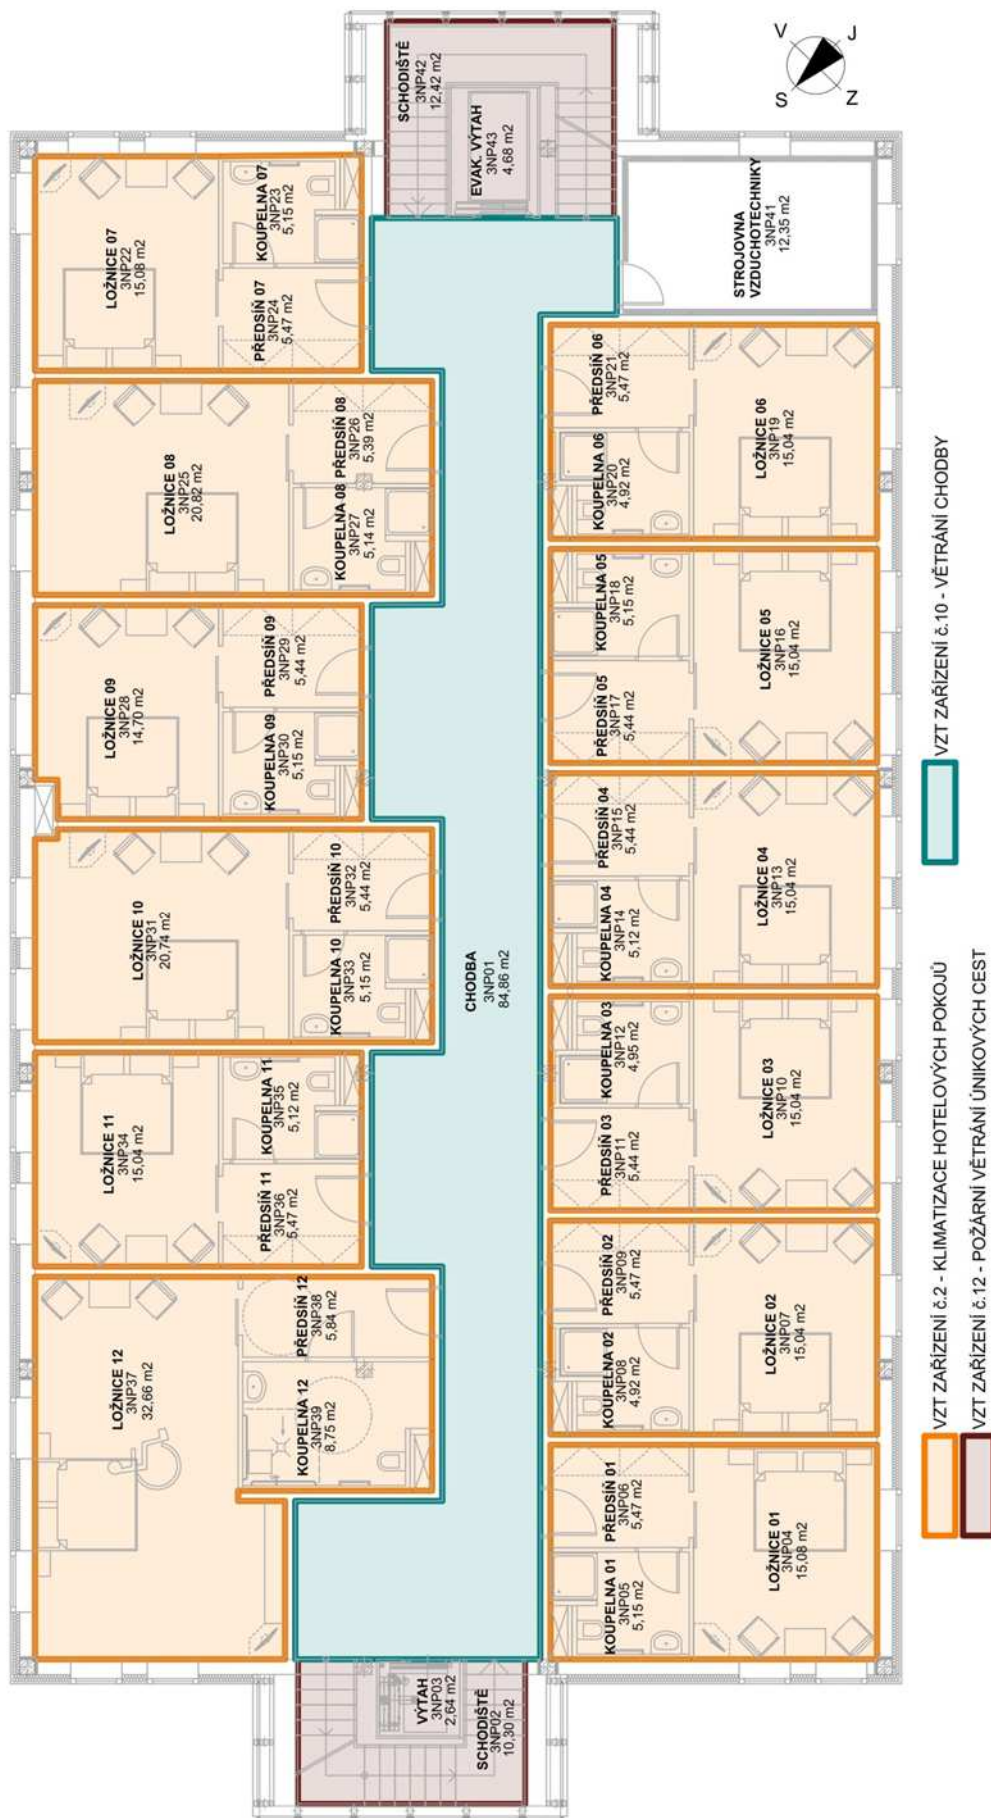 V
J
S
Z
SCHODIŠTĚ
3NP42
12,42 m2
EVAK. VÝTAH
3NP43
4,68 m2
STROJOVNA
VZDUCHOTECHNIKY
3NP41
12,35 m2
LOŽNICE 07
3NP22
15,08 m2
KOUPELNA 07
3NP23
5,15 m2
PŘEDSÍŇ 07
3NP24
5,47 m2
LOŽNICE 08
3NP25
20,82 m2
PŘEDSÍŇ 08
3NP26
5,39 m2
KOUPELNA 08
3NP27
5,14 m2
LOŽNICE 09
3NP28
14,70 m2
PŘEDSÍŇ 09
3NP29
5,44 m2
KOUPELNA 09
3NP30
5,15 m2
LOŽNICE 10
3NP31
20,74 m2
PŘEDSÍŇ 10
3NP32
5,44 m2
KOUPELNA 10
3NP33
5,15 m2
LOŽNICE 11
3NP34
15,04 m2
KOUPELNA 11
3NP35
5,12 m2
PŘEDSÍŇ 11
3NP36
5,47 m2
LOŽNICE 12
3NP37
32,66 m2
PŘEDSÍŇ 12
3NP38
5,84 m2
KOUPELNA 12
3NP39
8,75 m2
CHODBA
3NP01
84,86 m2
PŘEDSÍŇ 06
3NP21
5,47 m2
KOUPELNA 06
3NP20
4,92 m2
LOŽNICE 06
3NP19
15,04 m2
KOUPELNA 05
3NP18
5,15 m2
PŘEDSÍŇ 05
3NP17
5,44 m2
LOŽNICE 05
3NP16
15,04 m2
PŘEDSÍŇ 04
3NP15
5,44 m2
KOUPELNA 04
3NP14
5,12 m2
LOŽNICE 04
3NP13
15,04 m2
KOUPELNA 03
3NP12
4,95 m2
PŘEDSÍŇ 03
3NP11
5,44 m2
LOŽNICE 03
3NP10
15,04 m2
PŘEDSÍŇ 02
3NP09
5,47 m2
KOUPELNA 02
3NP08
4,92 m2
LOŽNICE 02
3NP07
15,04 m2
PŘEDSÍŇ 01
3NP06
5,47 m2
KOUPELNA 01
3NP05
5,15 m2
LOŽNICE 01
3NP04
15,08 m2
VÝTAH
3NP03
2,64 m2
SCHODIŠTĚ
3NP02
10,30 m2
VZT ZAŘÍZENÍ č.2 - KLIMATIZACE HOTELOVÝCH POKOJŮ
VZT ZAŘÍZENÍ č.10 - VĚTRÁNÍ CHODBY
VZT ZAŘÍZENÍ č.12 - POŽÁRNÍ VĚTRÁNÍ ÚNIKOVÝCH CEST